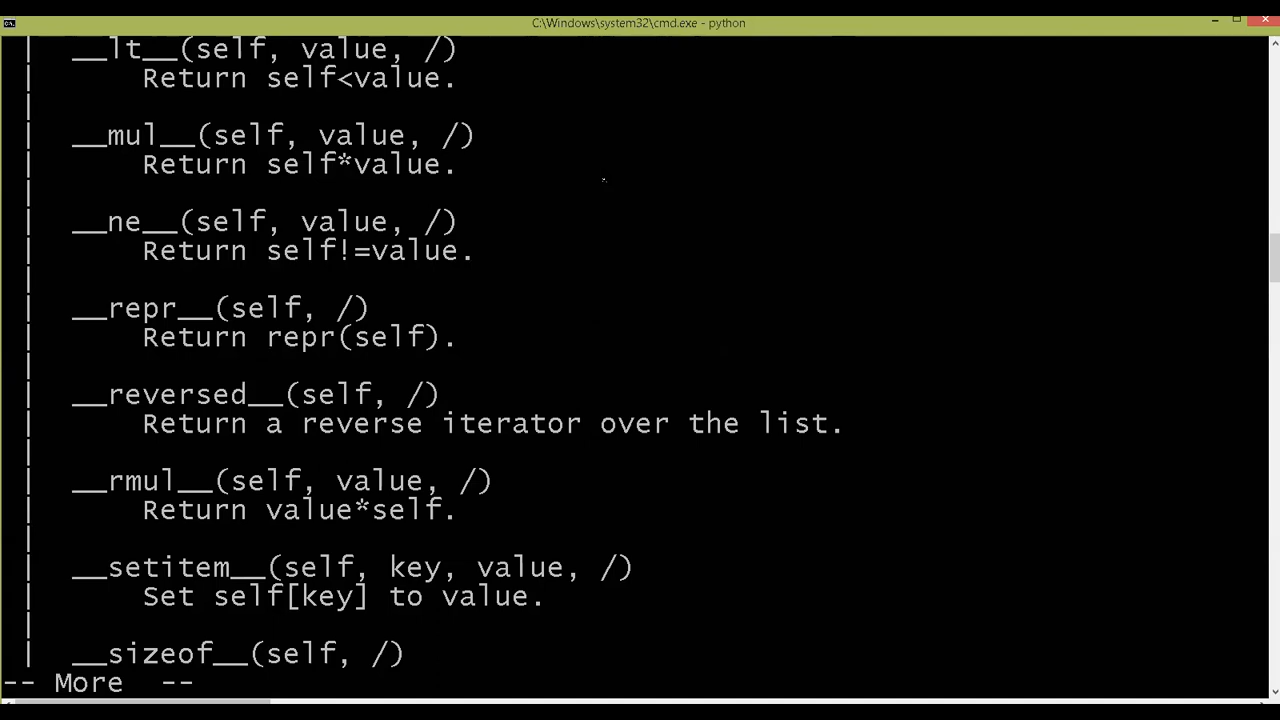 C:\Windows\system32\cmd.exe - python
|  __lt__(self, value, /)
|      Return self<value.
|
|  __mul__(self, value, /)
|      Return self*value.
|
|  __ne__(self, value, /)
|      Return self!=value.
|
|  __repr__(self, /)
|      Return repr(self).
|
|  __reversed__(self, /)
|      Return a reverse iterator over the list.
|
|  __rmul__(self, value, /)
|      Return value*self.
|
|  __setitem__(self, key, value, /)
|      Set self[key] to value.
|
|  __sizeof__(self, /)
-- More  --